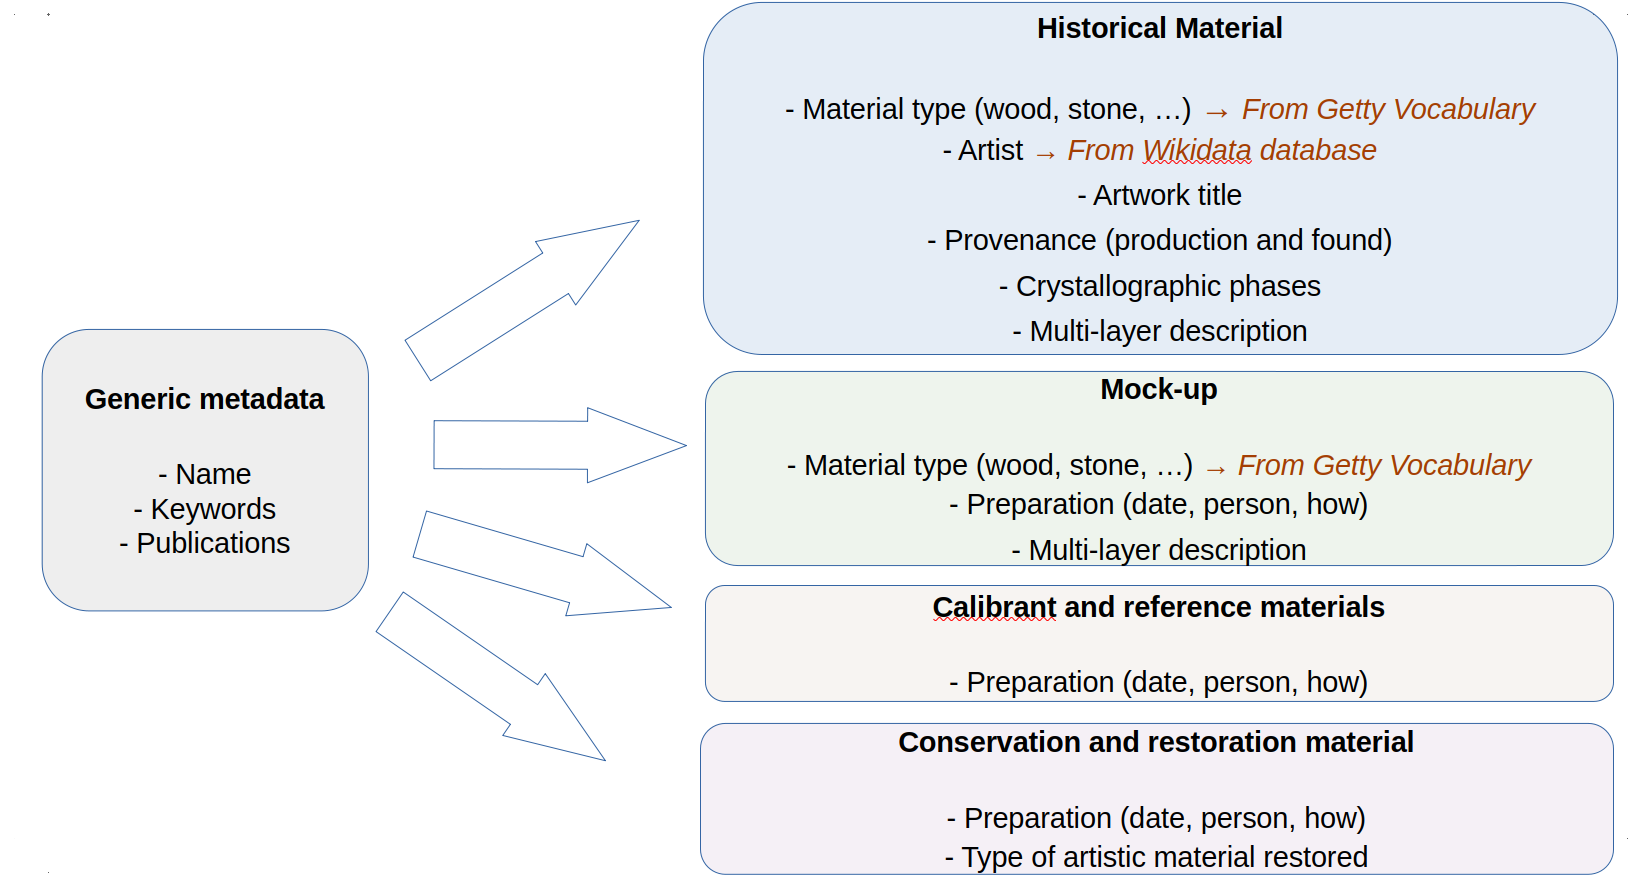 Generic metadata
- Name
- Keywords
- Publications
Historical Material
- Material type (wood, stone, …) → From Getty Vocabulary
- Artist → From Wikidata database
- Artwork title
- Provenance (production and found)
- Crystallographic phases
- Multi-layer description
Mock-up
- Material type (wood, stone, …) → From Getty Vocabulary
- Preparation (date, person, how)
- Multi-layer description
Calibrant and reference materials
- Preparation (date, person, how)
Conservation and restoration material
- Preparation (date, person, how)
- Type of artistic material restored